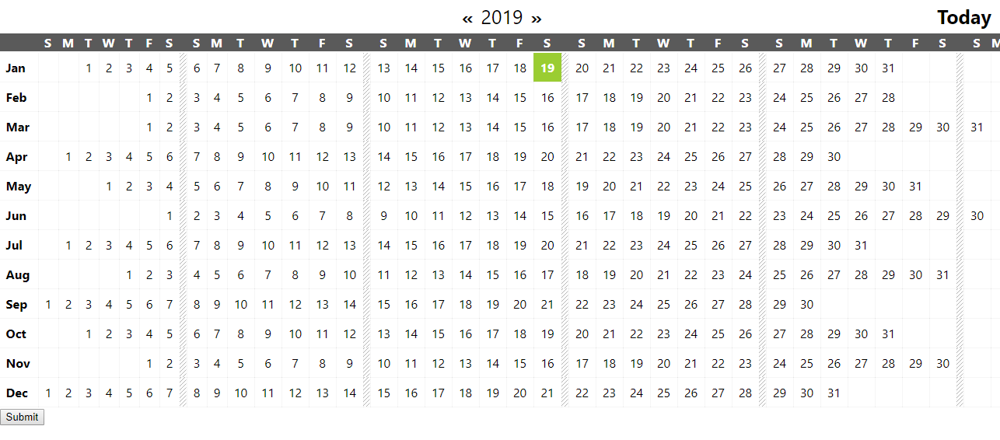 « 2019 » Today
S M T W T F S S M T W T F S S M T W T F S S M T W T F S S M T W T F S S M
Jan 1 2 3 4 5 6 7 8 9 10 11 12 13 14 15 16 17 18 19 20 21 22 23 24 25 26 27 28 29 30 31
Feb 1 2 3 4 5 6 7 8 9 10 11 12 13 14 15 16 17 18 19 20 21 22 23 24 25 26 27 28
Mar 1 2 3 4 5 6 7 8 9 10 11 12 13 14 15 16 17 18 19 20 21 22 23 24 25 26 27 28 29 30 31
Apr 1 2 3 4 5 6 7 8 9 10 11 12 13 14 15 16 17 18 19 20 21 22 23 24 25 26 27 28 29 30
May 1 2 3 4 5 6 7 8 9 10 11 12 13 14 15 16 17 18 19 20 21 22 23 24 25 26 27 28 29 30 31
Jun 1 2 3 4 5 6 7 8 9 10 11 12 13 14 15 16 17 18 19 20 21 22 23 24 25 26 27 28 29 30
Jul 1 2 3 4 5 6 7 8 9 10 11 12 13 14 15 16 17 18 19 20 21 22 23 24 25 26 27 28 29 30 31
Aug 1 2 3 4 5 6 7 8 9 10 11 12 13 14 15 16 17 18 19 20 21 22 23 24 25 26 27 28 29 30 31
Sep 1 2 3 4 5 6 7 8 9 10 11 12 13 14 15 16 17 18 19 20 21 22 23 24 25 26 27 28 29 30
Oct 1 2 3 4 5 6 7 8 9 10 11 12 13 14 15 16 17 18 19 20 21 22 23 24 25 26 27 28 29 30 31
Nov 1 2 3 4 5 6 7 8 9 10 11 12 13 14 15 16 17 18 19 20 21 22 23 24 25 26 27 28 29 30
Dec 1 2 3 4 5 6 7 8 9 10 11 12 13 14 15 16 17 18 19 20 21 22 23 24 25 26 27 28 29 30 31
Submit